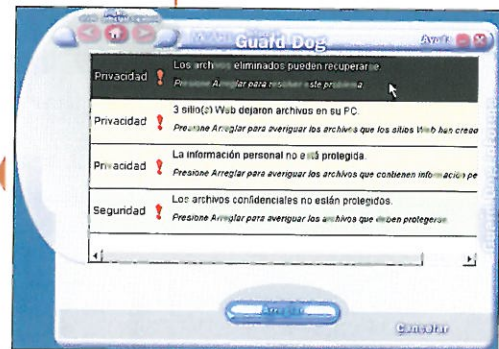 Guard Dog
Ayuda
Privacidad
Los archivos eliminados pueden recuperarse.
Presione Arreglar para resolver este problema.
Privacidad
3 sitio(s) Web dejaron archivos en su PC.
Presione Arreglar para averiguar los archivos que los sitios Web han cread
Privacidad
La información personal no está protegida.
Presione Arreglar para averiguar los archivos que contienen información pe
Seguridad
Los archivos confidenciales no están protegidos.
Presione Arreglar para averiguar los archivos que deben protegerse.
Arreglar
Cancelar